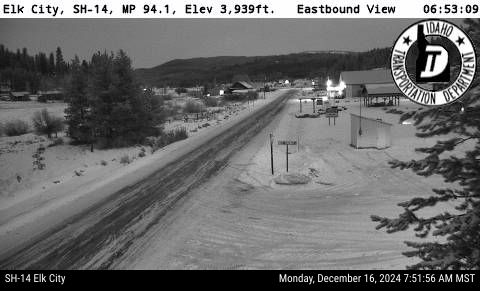 Elk City, SH-14, MP 94.1, Elev 3,939ft. Eastbound View 06:53:09
IDAHO
TRANSPORTATION DEPARTMENT
SH-14 Elk City Monday, December 16, 2024 7:51:56 AM MST